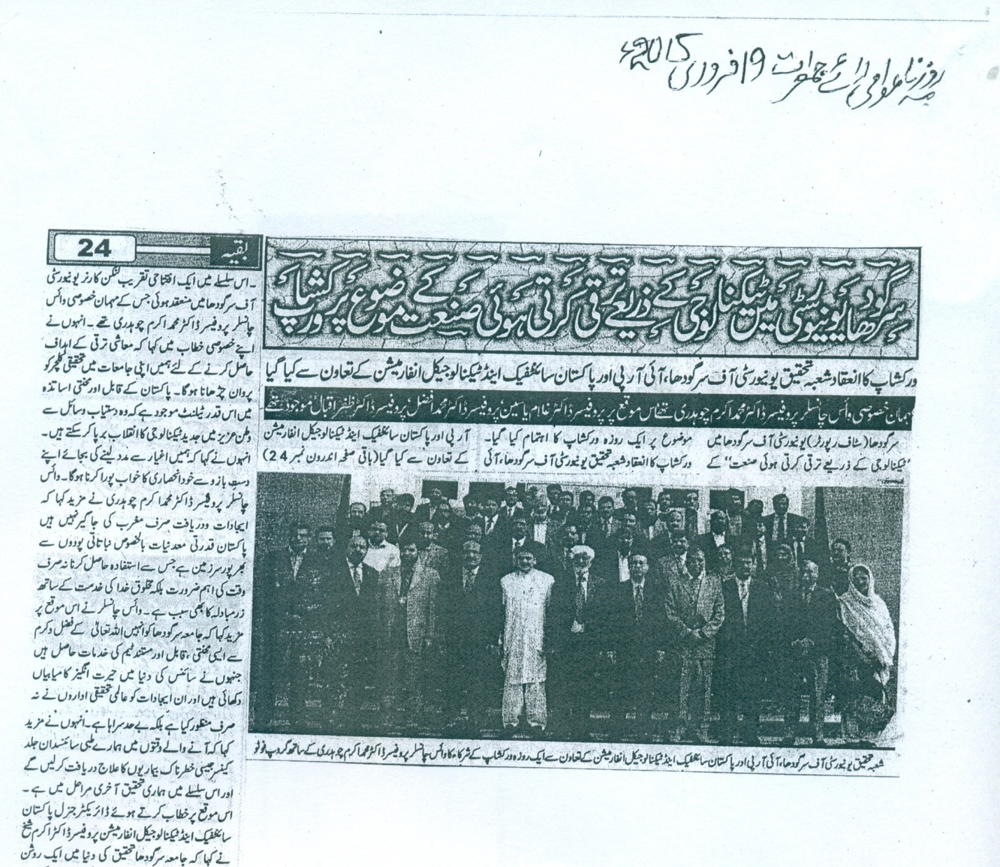 روزنامہ عوامی رائے جمعرات 19 فروری 2015ء
سرگودھا یونیورسٹی میں ٹیکنالوجی کے ذریعے ترقی کرتی ہوئی صنعت کے موضوع پر ورکشاپ
ورکشاپ کا انعقاد شعبہ تحقیق یونیورسٹی آف سرگودھا، آئی آر پی اور پاکستان سائنٹیفیک اینڈ ٹیکنالوجیکل انفارمیشن کے تعاون سے کیا گیا
مہمان خصوصی وائس چانسلر پروفیسر ڈاکٹر محمد اکرم چوہدری تھے اس موقع پر پروفیسر ڈاکٹر غلام یاسین، پروفیسر ڈاکٹر محمد افضل، پروفیسر ڈاکٹر ظفر اقبال موجود تھے
سرگودھا (سٹاف رپورٹر) یونیورسٹی آف سرگودھا میں
"ٹیکنالوجی کے ذریعے ترقی کرتی ہوئی صنعت" کے
موضوع پر ایک روزہ ورکشاپ کا اہتمام کیا گیا۔
ورکشاپ کا انعقاد شعبہ تحقیق یونیورسٹی آف سرگودھا، آئی
آر پی اور پاکستان سائنٹیفیک اینڈ ٹیکنالوجیکل انفارمیشن
کے تعاون سے کیا گیا (باقی صفحہ اندرون نمبر 24)
شعبہ تحقیق یونیورسٹی آف سرگودھا، آئی آر پی اور پاکستان سائنٹیفیک اینڈ ٹیکنالوجیکل انفارمیشن کے تعاون سے ایک روزہ ورکشاپ کے شرکاء کا وائس چانسلر پروفیسر ڈاکٹر محمد اکرم چوہدری کے ساتھ گروپ فوٹو
بقیہ 24
۔اس سلسلے میں ایک افتتاحی تقریب لنکن کارنر یونیورسٹی
آف سرگودھا میں منعقد ہوئی جس کے مہمان خصوصی وائس
چانسلر پروفیسر ڈاکٹر محمد اکرم چوہدری تھے۔ انہوں نے
اپنے خصوصی خطاب میں کہا کہ معاشی ترقی کے اہداف
حاصل کرنے کے لئے ہمیں اپنی جامعات میں تحقیقی کلچر کو
پروان چڑھانا ہوگا۔ پاکستان کے قابل اور محنتی اساتذہ
میں اس قدر ٹیلنٹ موجود ہے کہ وہ دستیاب وسائل سے
وطن عزیز میں جدید ٹیکنالوجی کا انقلاب برپا کر سکتے ہیں۔
انہوں نے کہا کہ ہمیں اغیار سے مدد لینے کی بجائے اپنے
دست بازو سے خود انحصاری کا خواب پورا کرنا ہوگا۔ وائس
چانسلر پروفیسر ڈاکٹر محمد اکرم چوہدری نے مزید کہا کہ
ایجادات و دریافت صرف مغرب کی جاگیر نہیں ہیں
پاکستان قدرتی معدنیات بالخصوص نباتاتی پودوں سے
بھر پور سرزمین ہے جس سے استفادہ حاصل کرنا نہ صرف
وقت کی اہم ضرورت بلکہ مخلوق خدا کی خدمت کے ساتھ
زر مبادلہ کا بھی سبب ہے۔ وائس چانسلر نے اس موقع پر
مزید کہا کہ جامعہ سرگودھا کو انہیں اللہ تعالیٰ کے فضل و کرم
سے ایسی محنتی، قابل اور مستند ٹیم کی خدمات حاصل ہیں
جنہوں نے سائنس کی دنیا میں حیرت انگیز کامیابیاں
دکھائی ہیں اور ان ایجادات کو عالمی تحقیقی اداروں نے نہ
صرف منظور کیا ہے بلکہ بے حد سراہا ہے۔ انہوں نے مزید
کہا کہ آنے والے وقتوں میں ہمارے طبی سائنسدان جلد
کینسر جیسی خطرناک بیماریوں کا علاج دریافت کرلیں گے
اور اس سلسلے میں ہماری تحقیق آخری مراحل میں ہے۔
اس موقع پر خطاب کرتے ہوئے ڈائریکٹر جنرل پاکستان
سائنٹیفیک اینڈ ٹیکنالوجیکل انفارمیشن پروفیسر ڈاکٹر اکرم شیخ
نے کہا کہ جامعہ سرگودھا تحقیق کی دنیا میں ایک روشن